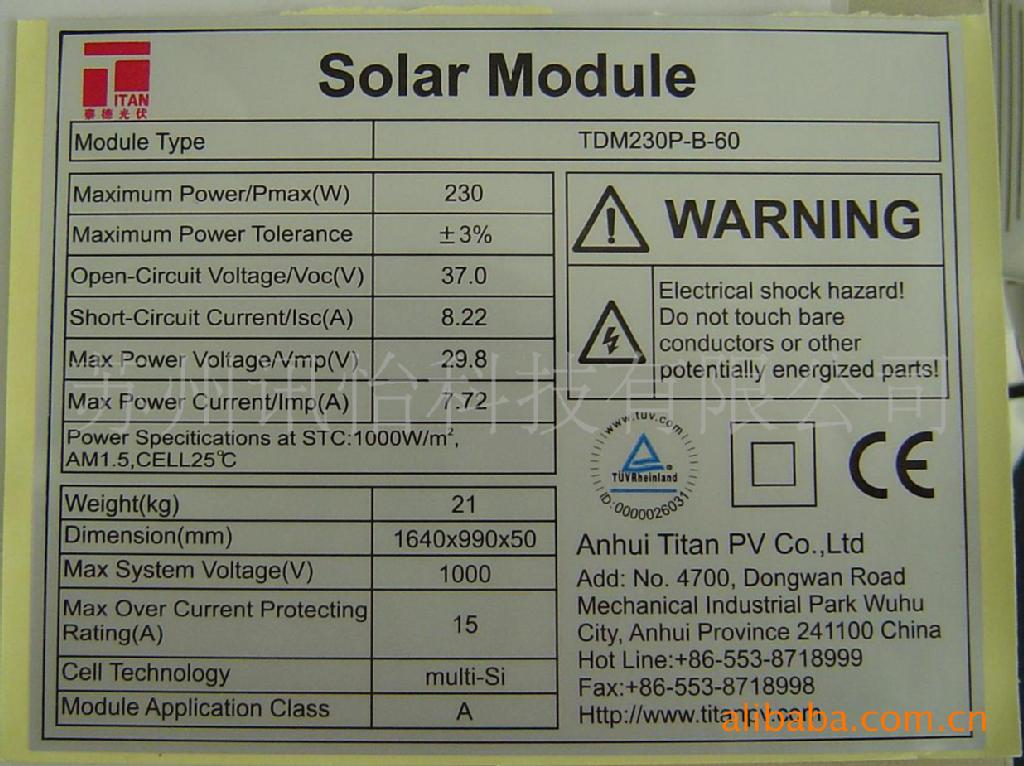 TITAN
泰德光伏
Solar Module
Module Type TDM230P-B-60
Maximum Power/Pmax(W) 230
Maximum Power Tolerance ±3%
Open-Circuit Voltage/Voc(V) 37.0
Short-Circuit Current/Isc(A) 8.22
Max Power Voltage/Vmp(V) 29.8
Max Power Current/Imp(A) 7.72
Power Specitications at STC:1000W/m²,
AM1.5,CELL25℃
WARNING
Electrical shock hazard!
Do not touch bare
conductors or other
potentially energized parts!
苏州讯怡科技有限公司
Weight(kg) 21
Dimension(mm) 1640x990x50
Max System Voltage(V) 1000
Max Over Current Protecting
Rating(A) 15
Cell Technology multi-Si
Module Application Class A
www.tuv.com
TÜVRheinland
®
ID:0000026031
CE
Anhui Titan PV Co.,Ltd
Add: No. 4700, Dongwan Road
Mechanical Industrial Park Wuhu
City, Anhui Province 241100 China
Hot Line:+86-553-8718999
Fax:+86-553-8718998
Http://www.titanpv.com
alibaba.com.cn